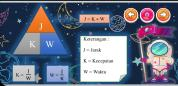 J = K × W
J
K W
Keterangan :
J = Jarak
K = Kecepatan
W = Waktu
K = J/W
W = J/K